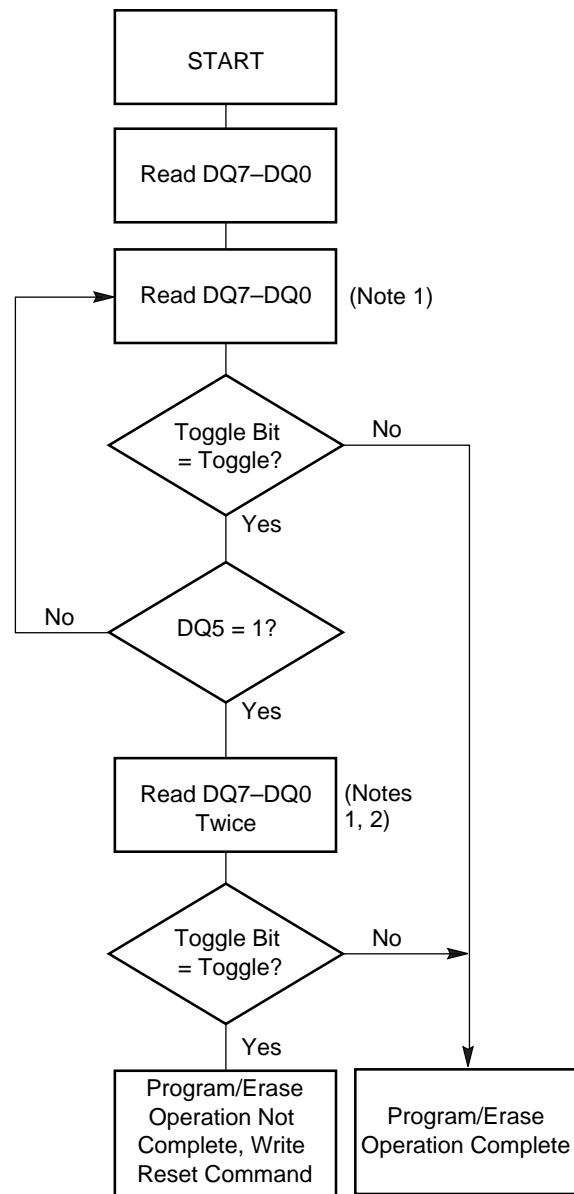 START
Read DQ7–DQ0
Read DQ7–DQ0
(Note 1)
Toggle Bit
= Toggle?
No
Yes
DQ5 = 1?
No
Yes
Read DQ7–DQ0
Twice
(Notes
1, 2)
Toggle Bit
= Toggle?
No
Yes
Program/Erase
Operation Not
Complete, Write
Reset Command
Program/Erase
Operation Complete